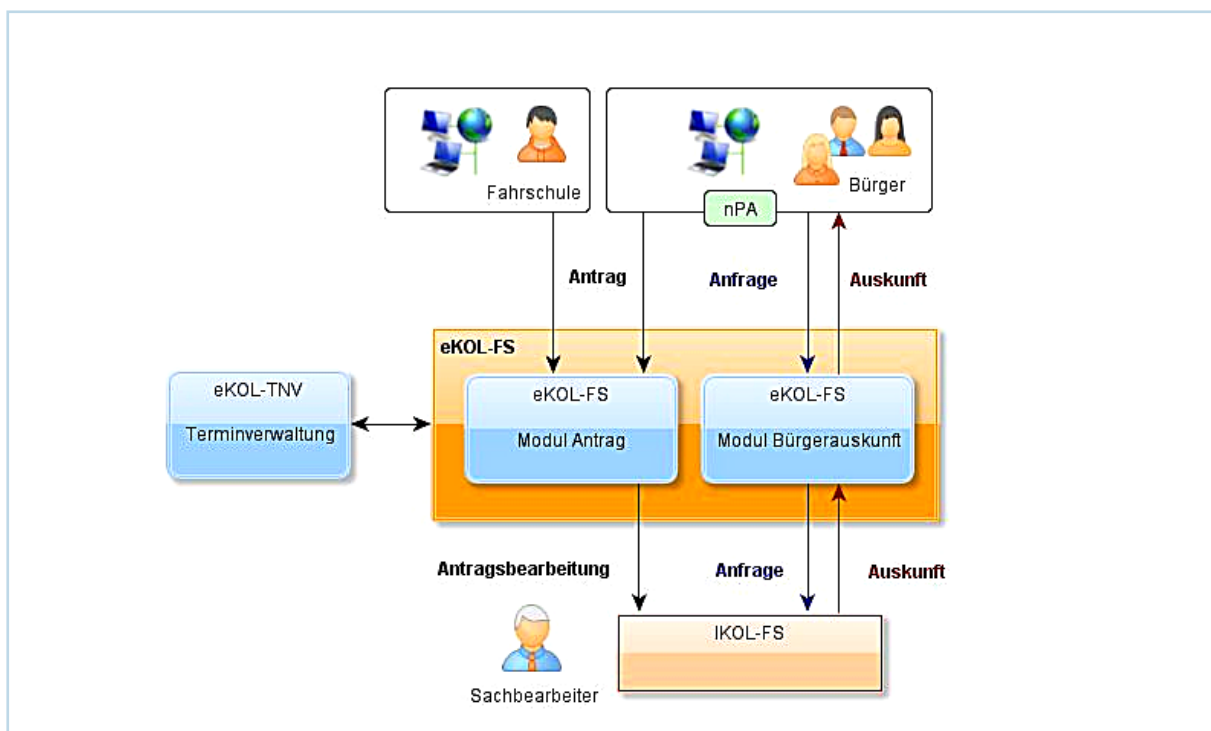 Fahrschule
Bürger
nPA
Antrag
Anfrage
Auskunft
eKOL-FS
eKOL-TNV
Terminverwaltung
eKOL-FS
Modul Antrag
eKOL-FS
Modul Bürgerauskunft
Antragsbearbeitung
Anfrage
Auskunft
Sachbearbeiter
IKOL-FS